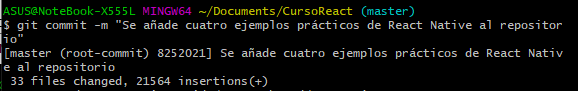 ASUS@NoteBook-X555L MINGW64 ~/Documents/CursoReact (master)
$ git commit -m "Se añade cuatro ejemplos prácticos de React Native al repositor
io"
[master (root-commit) 8252021] Se añade cuatro ejemplos prácticos de React Nativ
e al repositorio
 33 files changed, 21564 insertions(+)